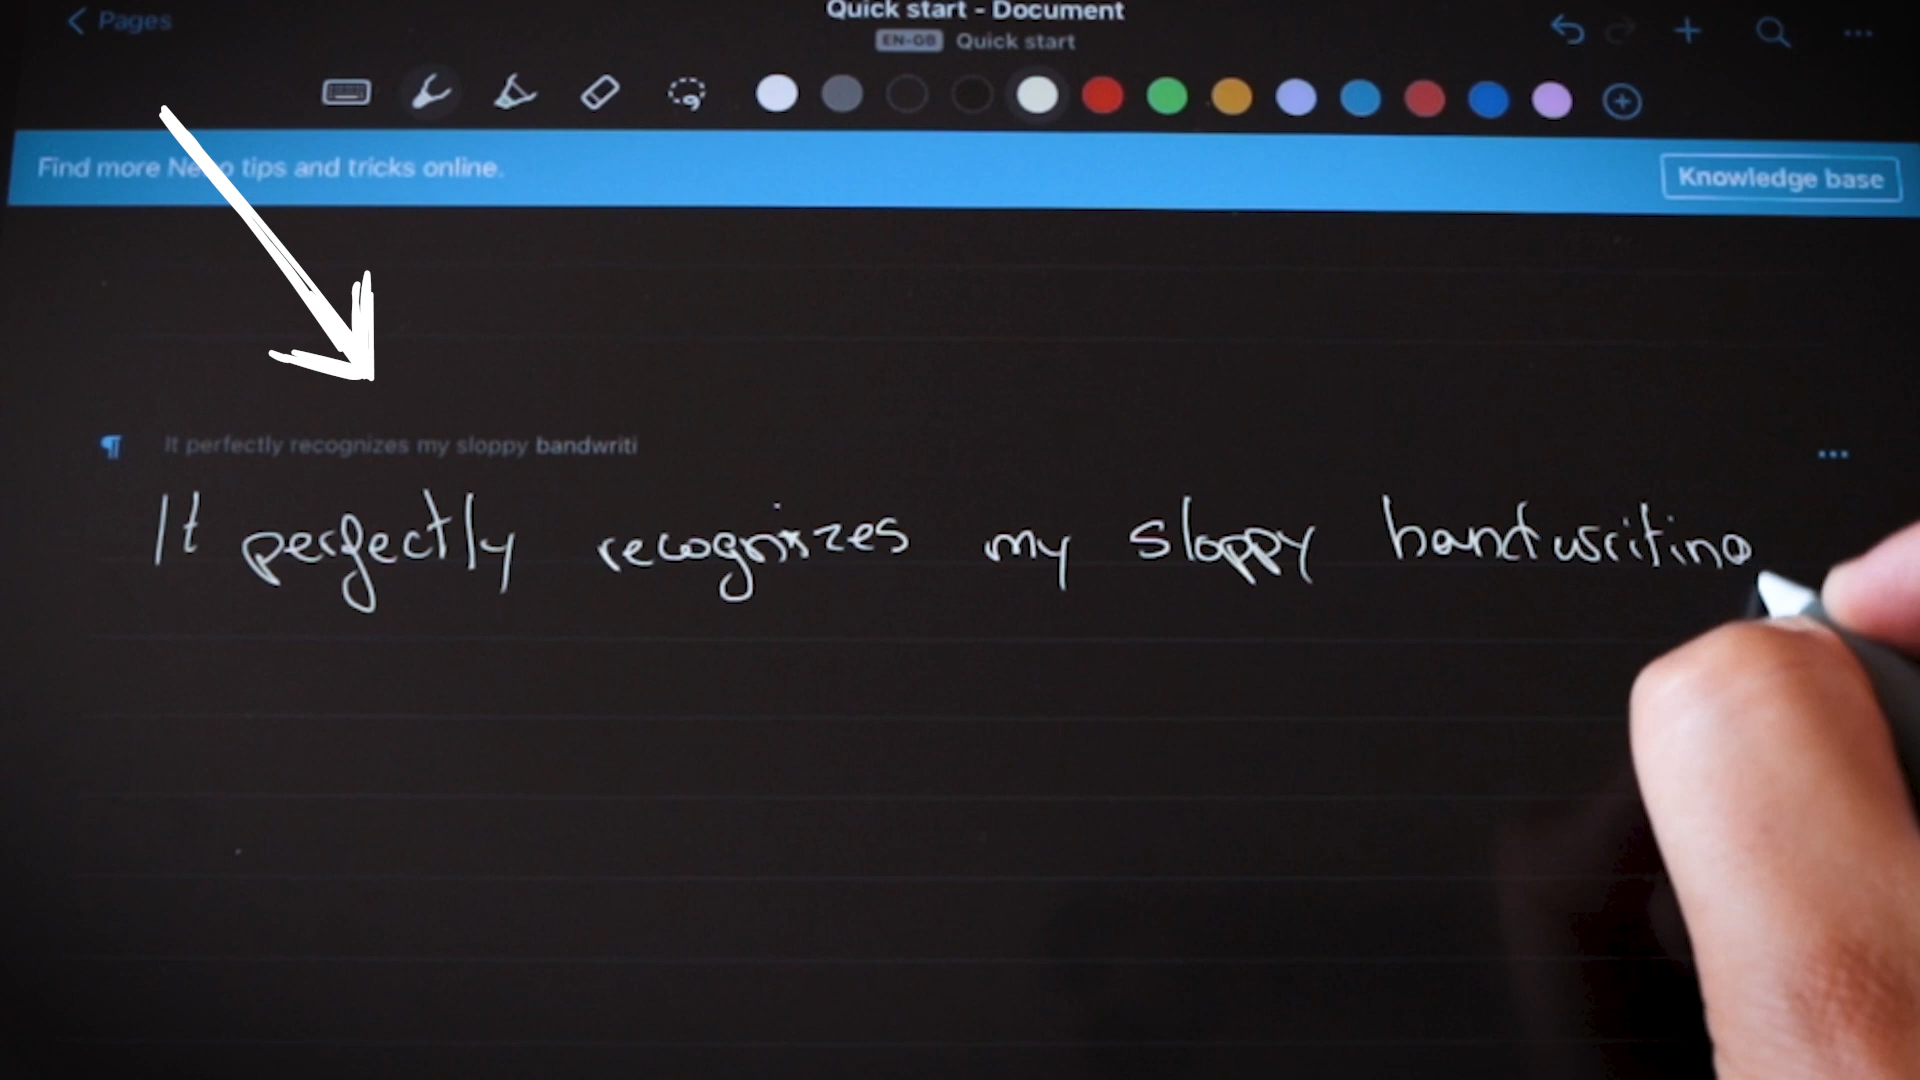 Pages
Quick start - Document
EN-GB Quick start
Find more Nebo tips and tricks online.
Knowledge base
It perfectly recognizes my sloppy bandwriti
It perfectly recognizes my sloppy handwriting